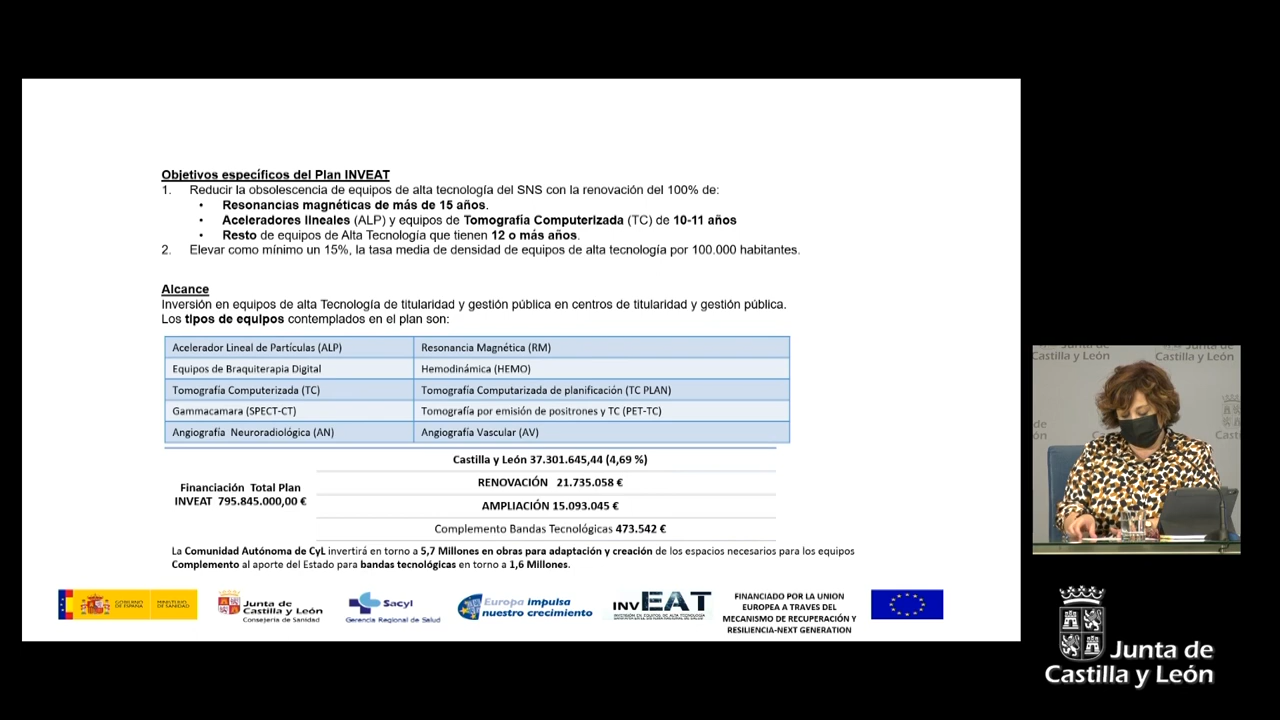 Objetivos específicos del Plan INVEAT
1. Reducir la obsolescencia de equipos de alta tecnología del SNS con la renovación del 100% de:
• Resonancias magnéticas de más de 15 años.
• Aceleradores lineales (ALP) y equipos de Tomografía Computerizada (TC) de 10-11 años
• Resto de equipos de Alta Tecnología que tienen 12 o más años.
2. Elevar como mínimo un 15%, la tasa media de densidad de equipos de alta tecnología por 100.000 habitantes.
Alcance
Inversión en equipos de alta Tecnología de titularidad y gestión pública en centros de titularidad y gestión pública.
Los tipos de equipos contemplados en el plan son:
Acelerador Lineal de Partículas (ALP) Resonancia Magnética (RM)
Equipos de Braquiterapia Digital Hemodinámica (HEMO)
Tomografía Computerizada (TC) Tomografía Computarizada de planificación (TC PLAN)
Gammacamara (SPECT-CT) Tomografía por emisión de positrones y TC (PET-TC)
Angiografía Neuroradiológica (AN) Angiografía Vascular (AV)
Financiación Total Plan
INVEAT 795.845.000,00 €
Castilla y León 37.301.645,44 (4,69 %)
RENOVACIÓN 21.735.058 €
AMPLIACIÓN 15.093.045 €
Complemento Bandas Tecnológicas 473.542 €
La Comunidad Autónoma de CyL invertirá en torno a 5,7 Millones en obras para adaptación y creación de los espacios necesarios para los equipos
Complemento al aporte del Estado para bandas tecnológicas en torno a 1,6 Millones.
GOBIERNO
DE ESPAÑA
MINISTERIO
DE SANIDAD
Junta de
Castilla y León
Consejería de Sanidad
Sacyl
Gerencia Regional de Salud
Europa impulsa
nuestro crecimiento
INVEAT
FINANCIADO POR LA UNION
EUROPEA A TRAVES DEL
MECANISMO DE RECUPERACIÓN Y
RESILIENCIA-NEXT GENERATION
Castilla y León
Castilla y León
Junta de
Castilla y León